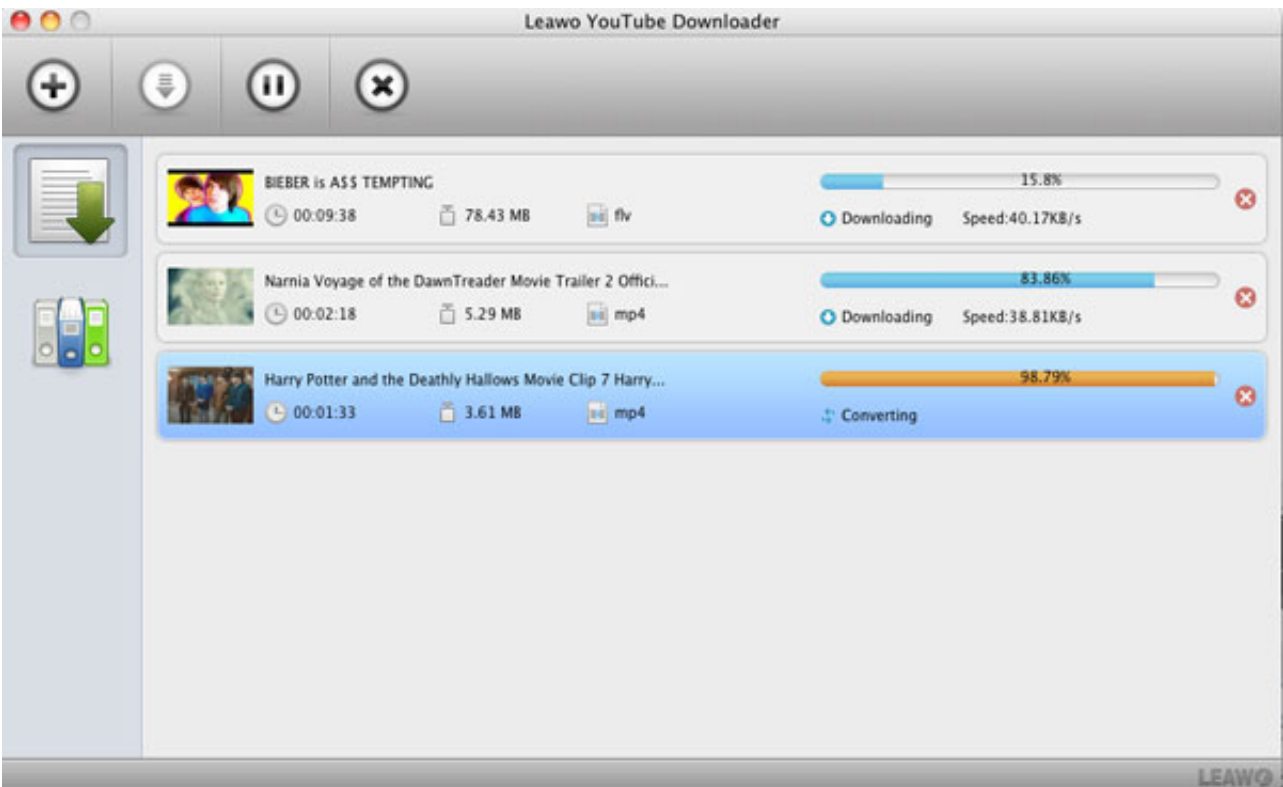 Leawo YouTube Downloader
BIEBER is A$$ TEMPTING
15.8%
00:09:38 78.43 MB flv
Downloading Speed:40.17KB/s
Narnia Voyage of the DawnTreader Movie Trailer 2 Offici...
83.86%
00:02:18 5.29 MB mp4
Downloading Speed:38.81KB/s
Harry Potter and the Deathly Hallows Movie Clip 7 Harry...
98.79%
00:01:33 3.61 MB mp4
Converting
LEAWO